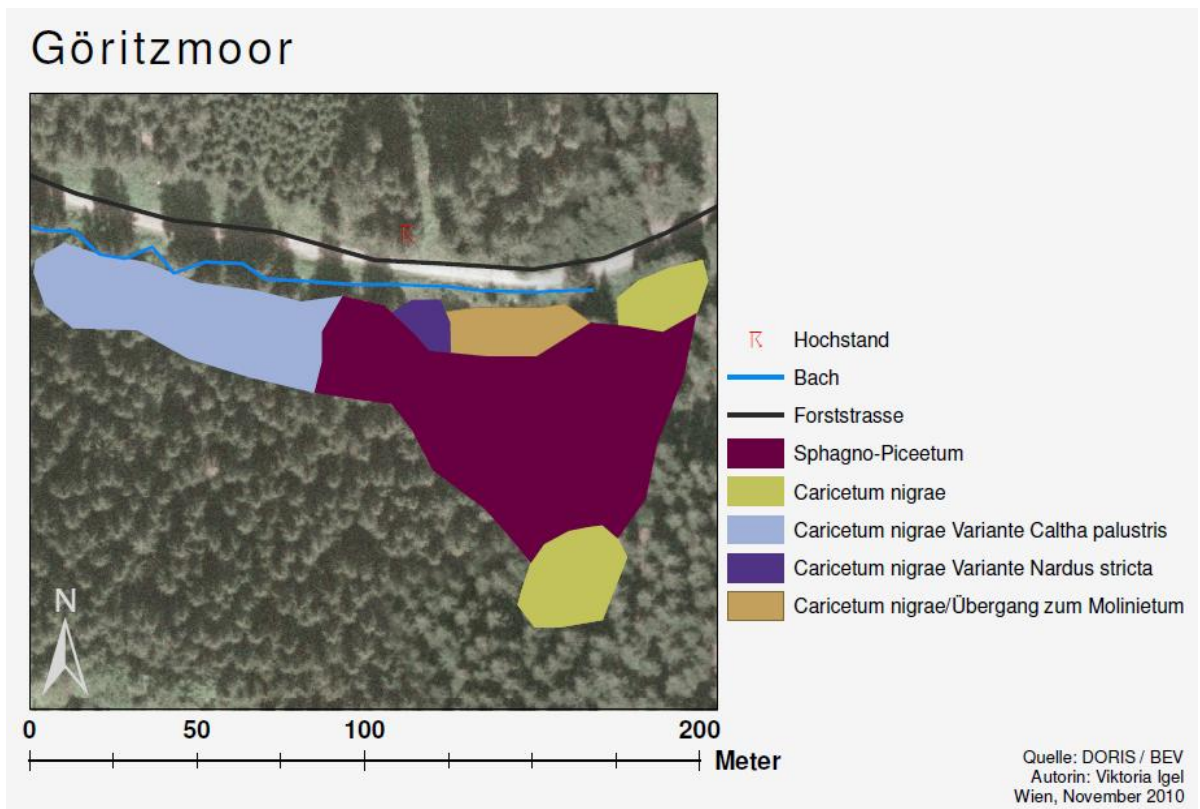 Göritzmoor
Hochstand
Bach
Forststrasse
Sphagno-Piceetum
Caricetum nigrae
Caricetum nigrae Variante Caltha palustris
Caricetum nigrae Variante Nardus stricta
Caricetum nigrae/Übergang zum Molinietum
N
0 50 100 200
Meter
Quelle: DORIS / BEV
Autorin: Viktoria Igel
Wien, November 2010